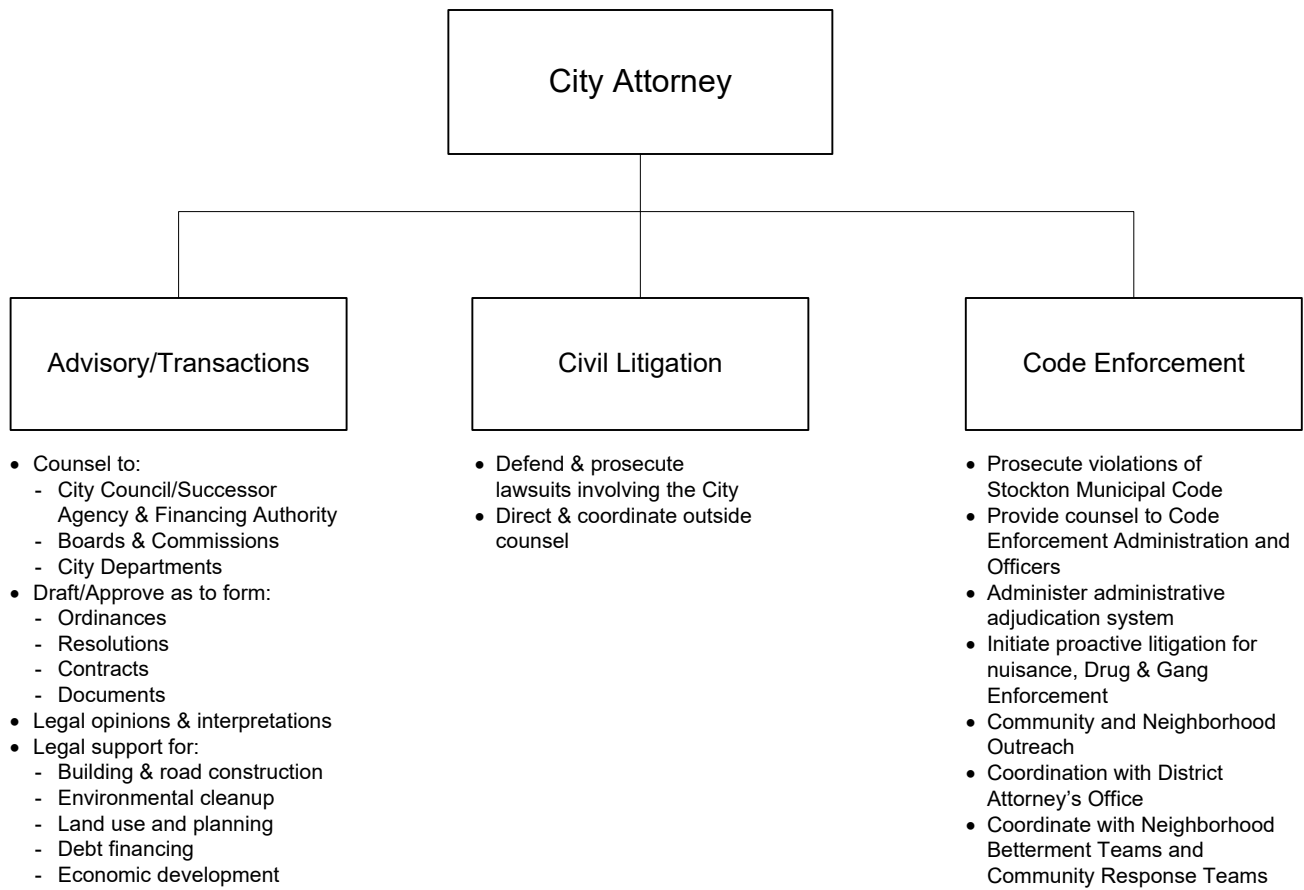 City Attorney
Advisory/Transactions
• Counsel to:
- City Council/Successor
Agency & Financing Authority
- Boards & Commissions
- City Departments
• Draft/Approve as to form:
- Ordinances
- Resolutions
- Contracts
- Documents
• Legal opinions & interpretations
• Legal support for:
- Building & road construction
- Environmental cleanup
- Land use and planning
- Debt financing
- Economic development
Civil Litigation
• Defend & prosecute
lawsuits involving the City
• Direct & coordinate outside
counsel
Code Enforcement
• Prosecute violations of
Stockton Municipal Code
• Provide counsel to Code
Enforcement Administration and
Officers
• Administer administrative
adjudication system
• Initiate proactive litigation for
nuisance, Drug & Gang
Enforcement
• Community and Neighborhood
Outreach
• Coordination with District
Attorney’s Office
• Coordinate with Neighborhood
Betterment Teams and
Community Response Teams